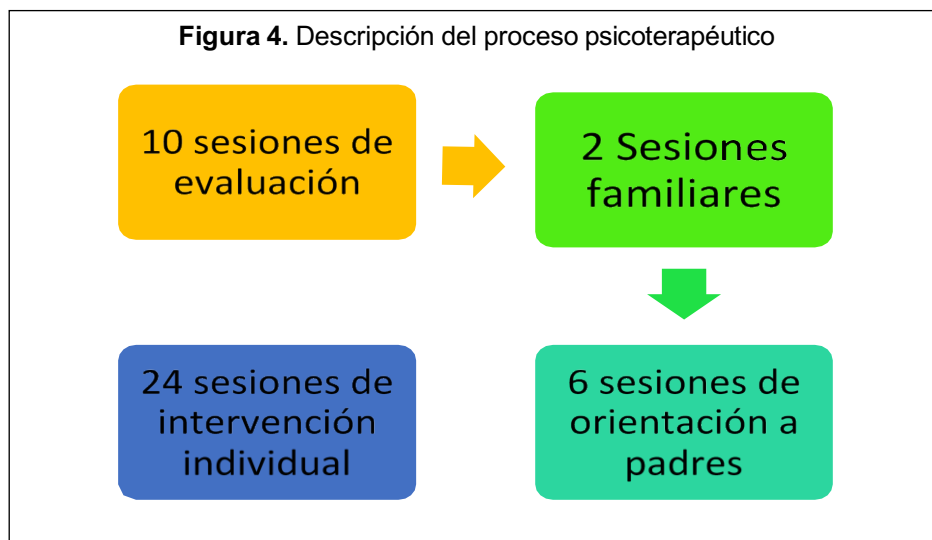 Figura 4. Descripción del proceso psicoterapéutico
10 sesiones de
evaluación
2 Sesiones
familiares
24 sesiones de
intervención
individual
6 sesiones de
orientación a
padres